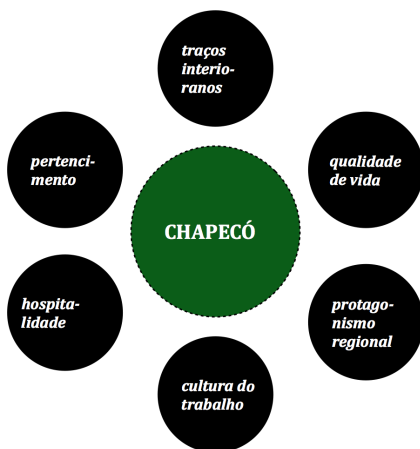 traços
interio-
ranos
pertenci-
mento
qualidade
de vida
CHAPECÓ
hospita-
lidade
protago-
nismo
regional
cultura do
trabalho